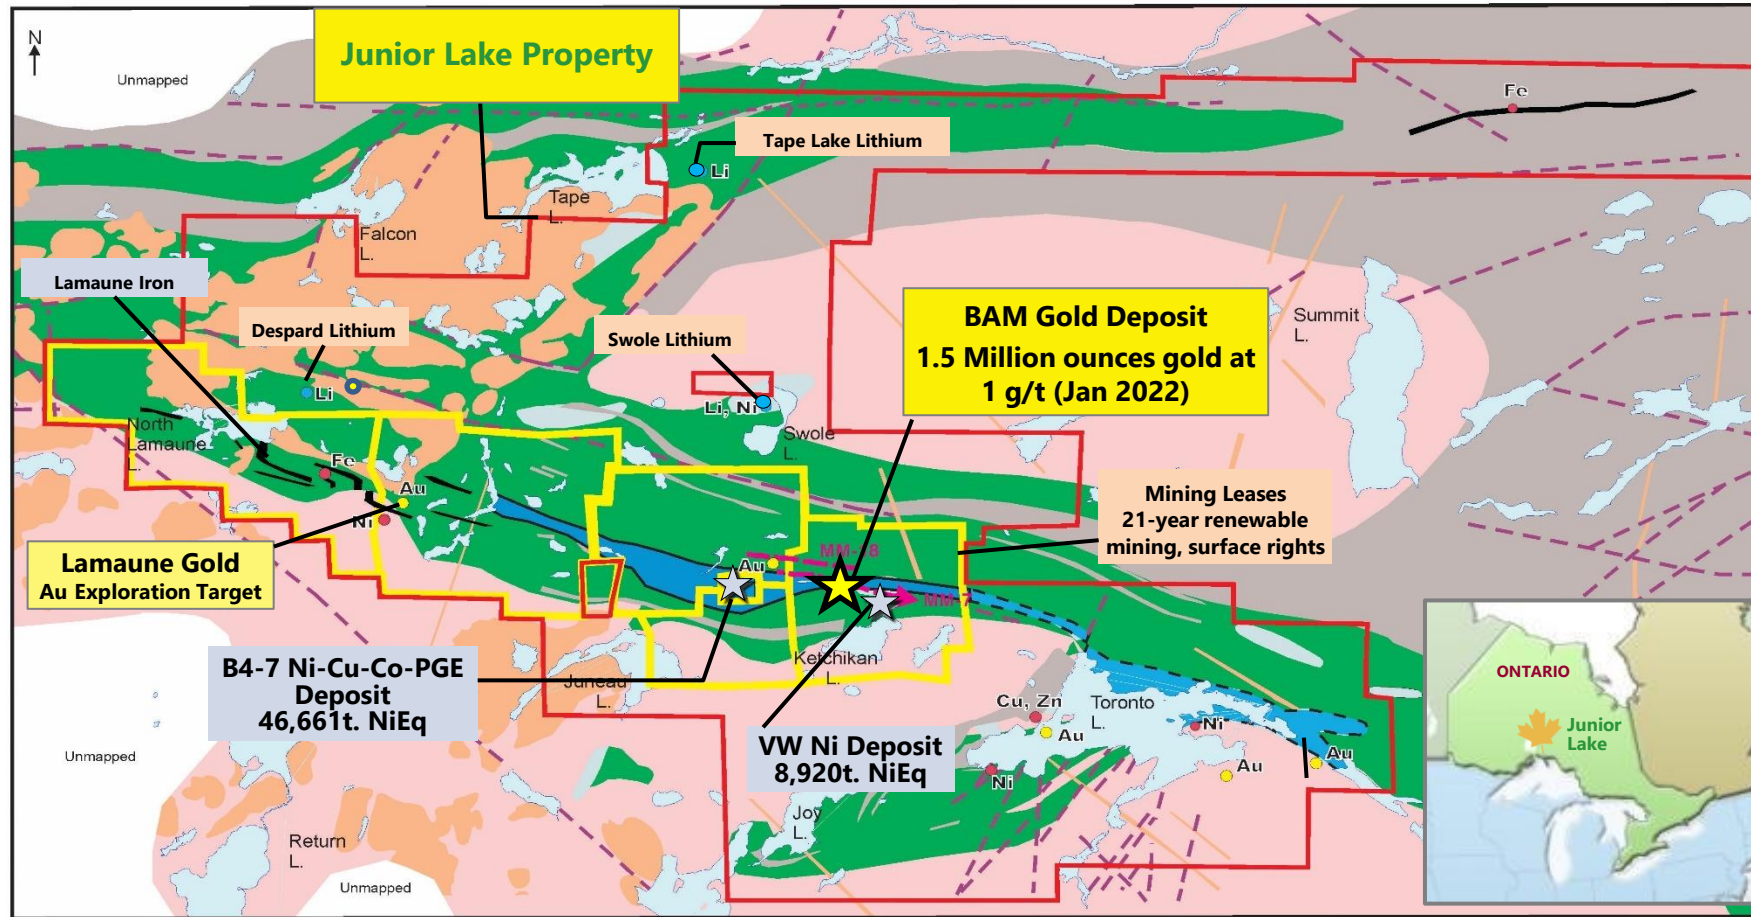 N
Unmapped
Junior Lake Property
Fe
Tape Lake Lithium
Li
Tape
L.
Falcon
L.
Lamaune Iron
Despard Lithium
Swole Lithium
BAM Gold Deposit
1.5 Million ounces gold at
1 g/t (Jan 2022)
Summit
L.
Li
Li, Ni
North
Lamaune
L.
Swole
L.
Fe
Au
Ni
Mining Leases
21-year renewable
mining, surface rights
Lamaune Gold
Au Exploration Target
MM-18
Au
MM-7
B4-7 Ni-Cu-Co-PGE
Deposit
46,661t. NiEq
Juneau
L.
Ketchikan
L.
VW Ni Deposit
8,920t. NiEq
Cu, Zn
Au
Toronto
L.
Ni
Au
Au
Ni
Joy
L.
Unmapped
Return
L.
Unmapped
ONTARIO
Junior
Lake